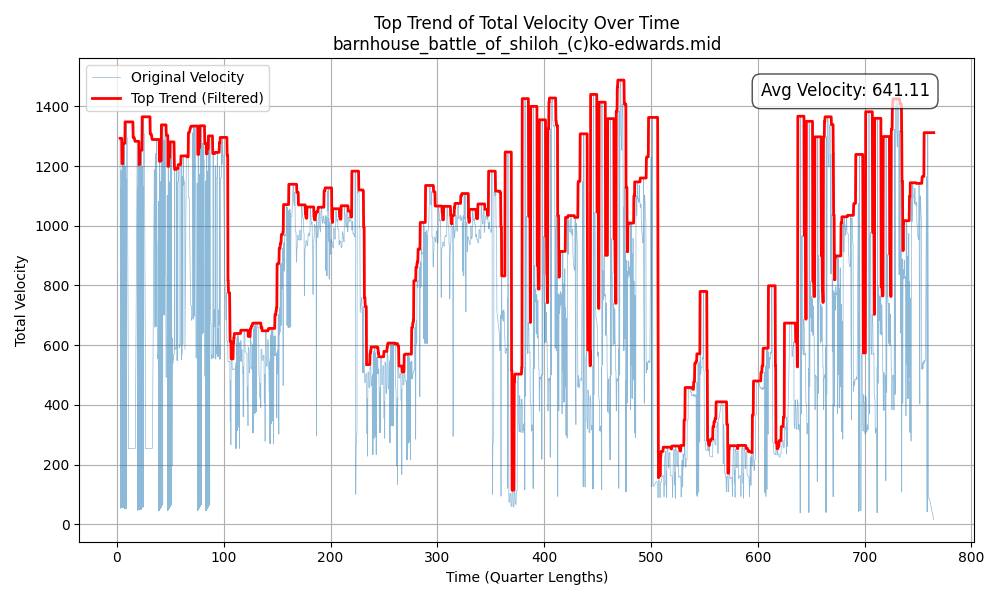 Top Trend of Total Velocity Over Time
barnhouse_battle_of_shiloh_(c)ko-edwards.mid
Original Velocity
Top Trend (Filtered)
Avg Velocity: 641.11
Total Velocity
1400
1200
1000
800
600
400
200
0
0 100 200 300 400 500 600 700 800
Time (Quarter Lengths)